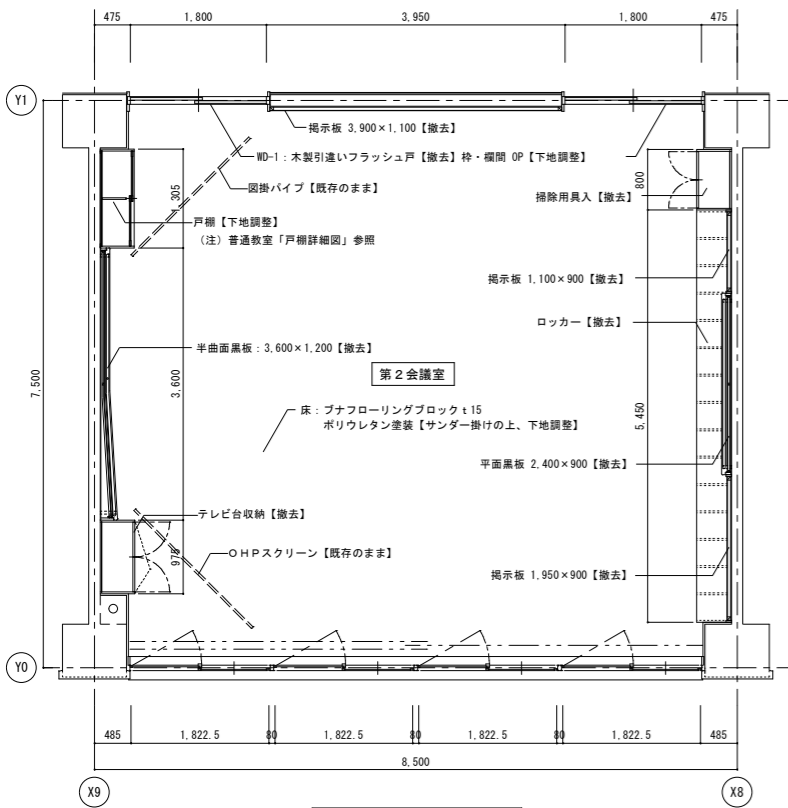 475
1,800
3,950
1,800
475
Y1
掲示板 3,900×1,100【撤去】
WD-1：木製引違いフラッシュ戸【撤去】枠・欄間 OP【下地調整】
図掛パイプ【既存のまま】
305
800
掃除用具入【撤去】
戸棚【下地調整】
(注) 普通教室「戸棚詳細図」参照
掲示板 1,100×900【撤去】
ロッカー【撤去】
半曲面黒板：3,600×1,200【撤去】
第２会議室
7,500
3,600
床：ブナフローリングブロックｔ15
ポリウレタン塗装【サンダー掛けの上、下地調整】
5,450
平面黒板 2,400×900【撤去】
テレビ台収納【撤去】
975
ＯＨＰスクリーン【既存のまま】
掲示板 1,950×900【撤去】
Y0
485
1,822.5
80
1,822.5
80
1,822.5
80
1,822.5
485
8,500
X9
X8